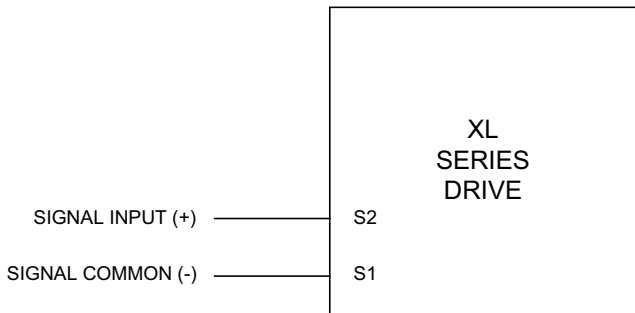 XL
SERIES
DRIVE
SIGNAL INPUT (+) S2
SIGNAL COMMON (-) S1